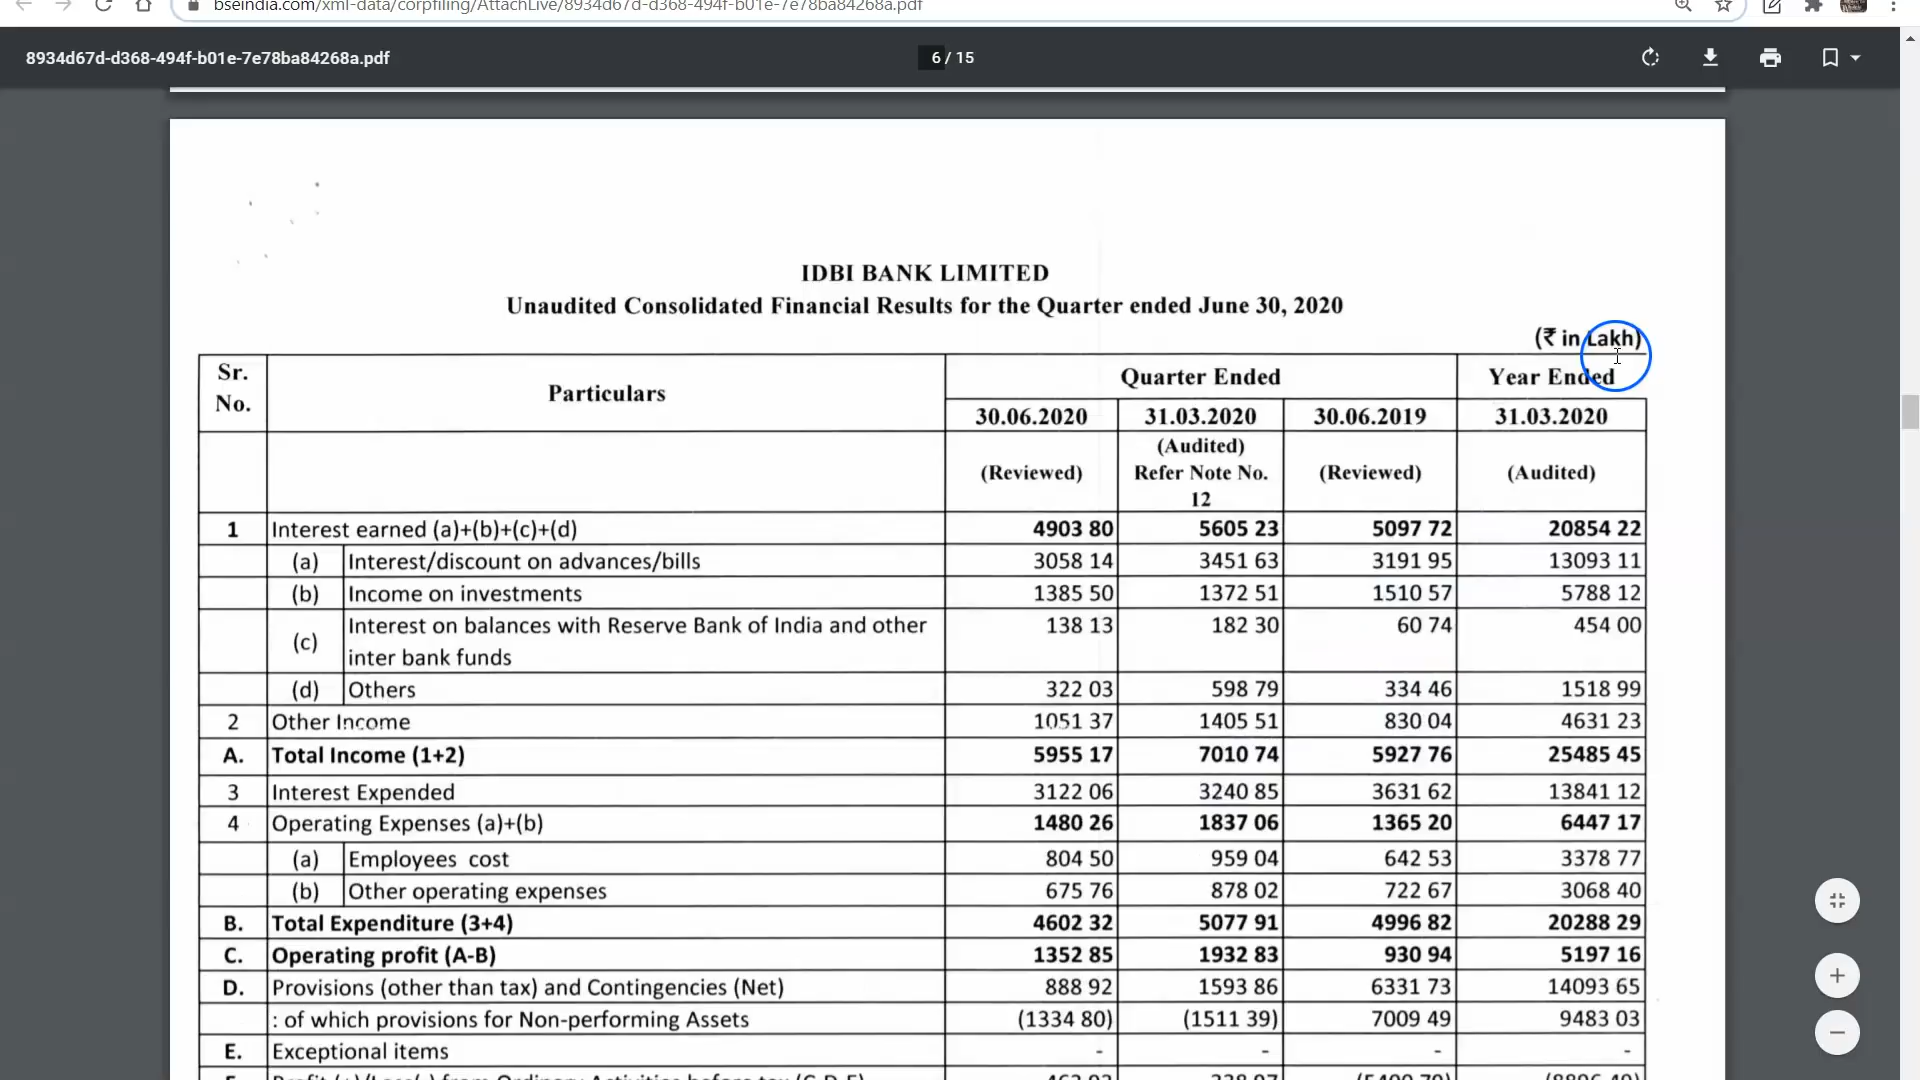 bseindia.com/xml-data/corpfiling/AttachLive/8934d67d-d368-494f-b01e-7e78ba84268a.pdf
8934d67d-d368-494f-b01e-7e78ba84268a.pdf
6 / 15
IDBI BANK LIMITED
Unaudited Consolidated Financial Results for the Quarter ended June 30, 2020
(₹ in Lakh)
Sr. No. Particulars Quarter Ended Year Ended
30.06.2020 31.03.2020 30.06.2019 31.03.2020
(Reviewed) (Audited) Refer Note No. 12 (Reviewed) (Audited)
1 Interest earned (a)+(b)+(c)+(d) 4903 80 5605 23 5097 72 20854 22
(a) Interest/discount on advances/bills 3058 14 3451 63 3191 95 13093 11
(b) Income on investments 1385 50 1372 51 1510 57 5788 12
(c) Interest on balances with Reserve Bank of India and other inter bank funds 138 13 182 30 60 74 454 00
(d) Others 322 03 598 79 334 46 1518 99
2 Other Income 1051 37 1405 51 830 04 4631 23
A. Total Income (1+2) 5955 17 7010 74 5927 76 25485 45
3 Interest Expended 3122 06 3240 85 3631 62 13841 12
4 Operating Expenses (a)+(b) 1480 26 1837 06 1365 20 6447 17
(a) Employees cost 804 50 959 04 642 53 3378 77
(b) Other operating expenses 675 76 878 02 722 67 3068 40
B. Total Expenditure (3+4) 4602 32 5077 91 4996 82 20288 29
C. Operating profit (A-B) 1352 85 1932 83 930 94 5197 16
D. Provisions (other than tax) and Contingencies (Net) 888 92 1593 86 6331 73 14093 65
: of which provisions for Non-performing Assets (1334 80) (1511 39) 7009 49 9483 03
E. Exceptional items - - - -